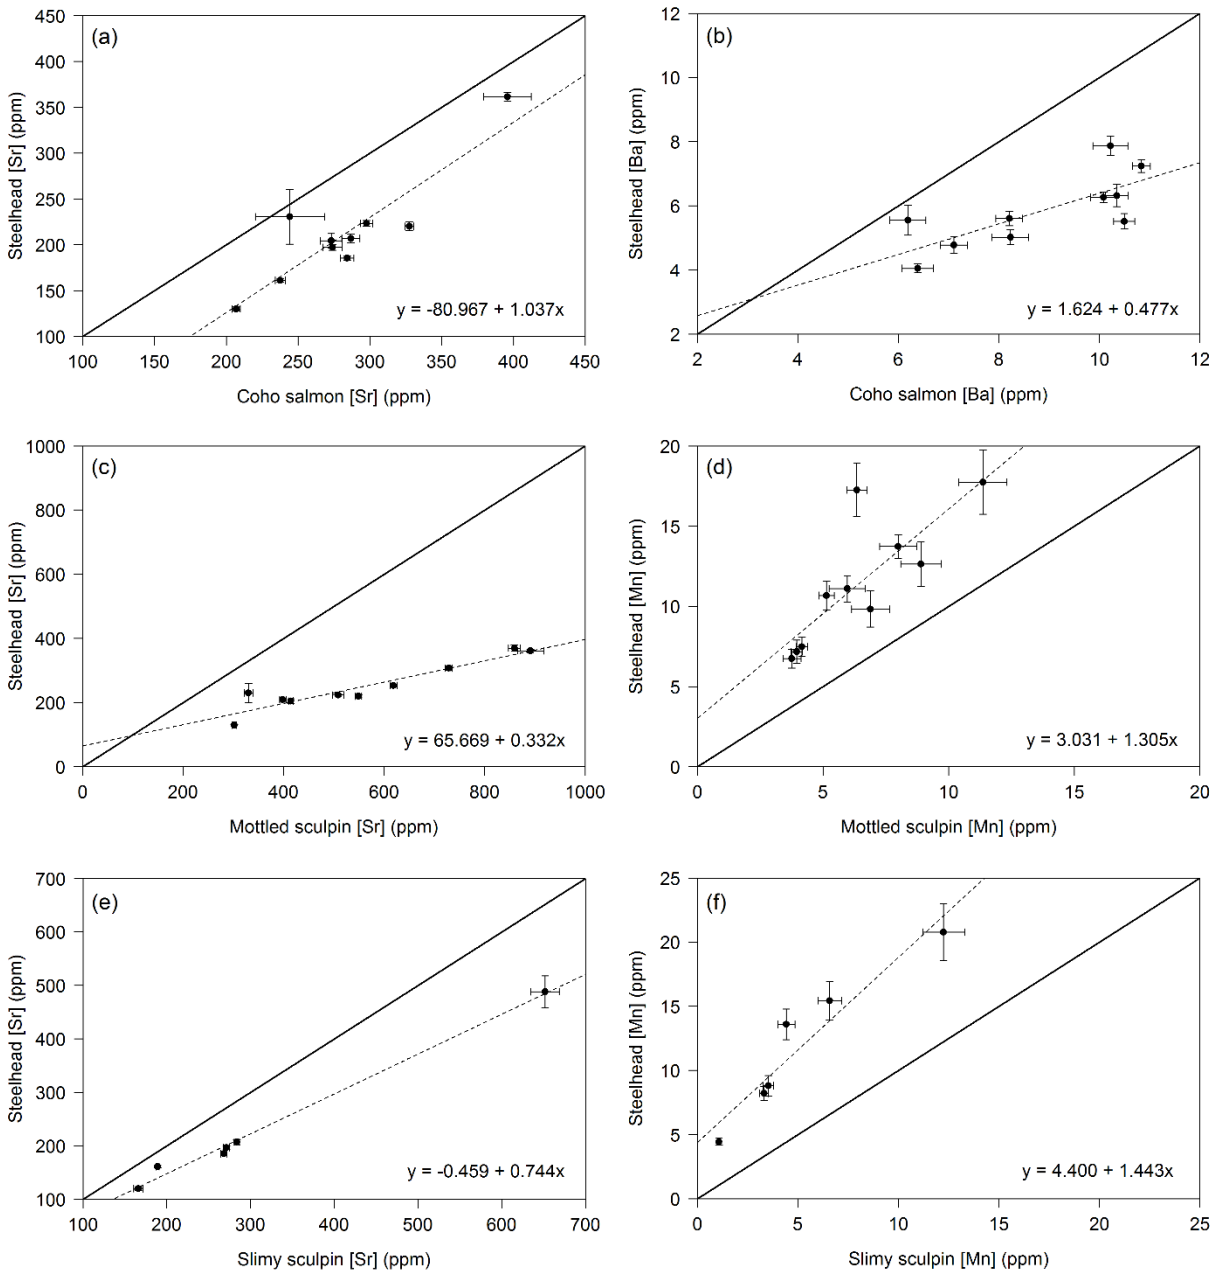 (a)
450
400
350
300
250
200
150
100
Steelhead [Sr] (ppm)
y = -80.967 + 1.037x
100 150 200 250 300 350 400 450
Coho salmon [Sr] (ppm)
(b)
12
10
8
6
4
2
Steelhead [Ba] (ppm)
y = 1.624 + 0.477x
2 4 6 8 10 12
Coho salmon [Ba] (ppm)
(c)
1000
800
600
400
200
0
Steelhead [Sr] (ppm)
y = 65.669 + 0.332x
0 200 400 600 800 1000
Mottled sculpin [Sr] (ppm)
(d)
20
15
10
5
0
Steelhead [Mn] (ppm)
y = 3.031 + 1.305x
0 5 10 15 20
Mottled sculpin [Mn] (ppm)
(e)
700
600
500
400
300
200
100
Steelhead [Sr] (ppm)
y = -0.459 + 0.744x
100 200 300 400 500 600 700
Slimy sculpin [Sr] (ppm)
(f)
25
20
15
10
5
0
Steelhead [Mn] (ppm)
y = 4.400 + 1.443x
0 5 10 15 20 25
Slimy sculpin [Mn] (ppm)